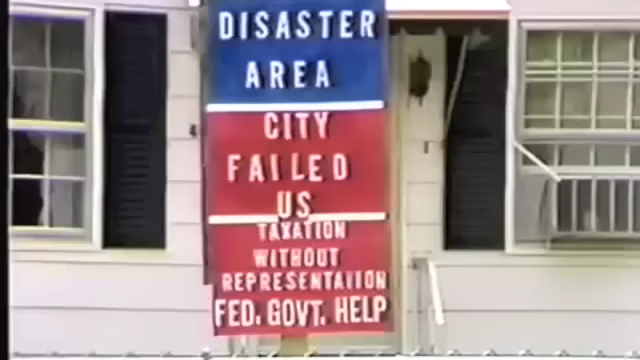 DISASTER
AREA
CITY
FAILED
US
TAXATION
WITHOUT
REPRESENTATION
FED. GOVT. HELP